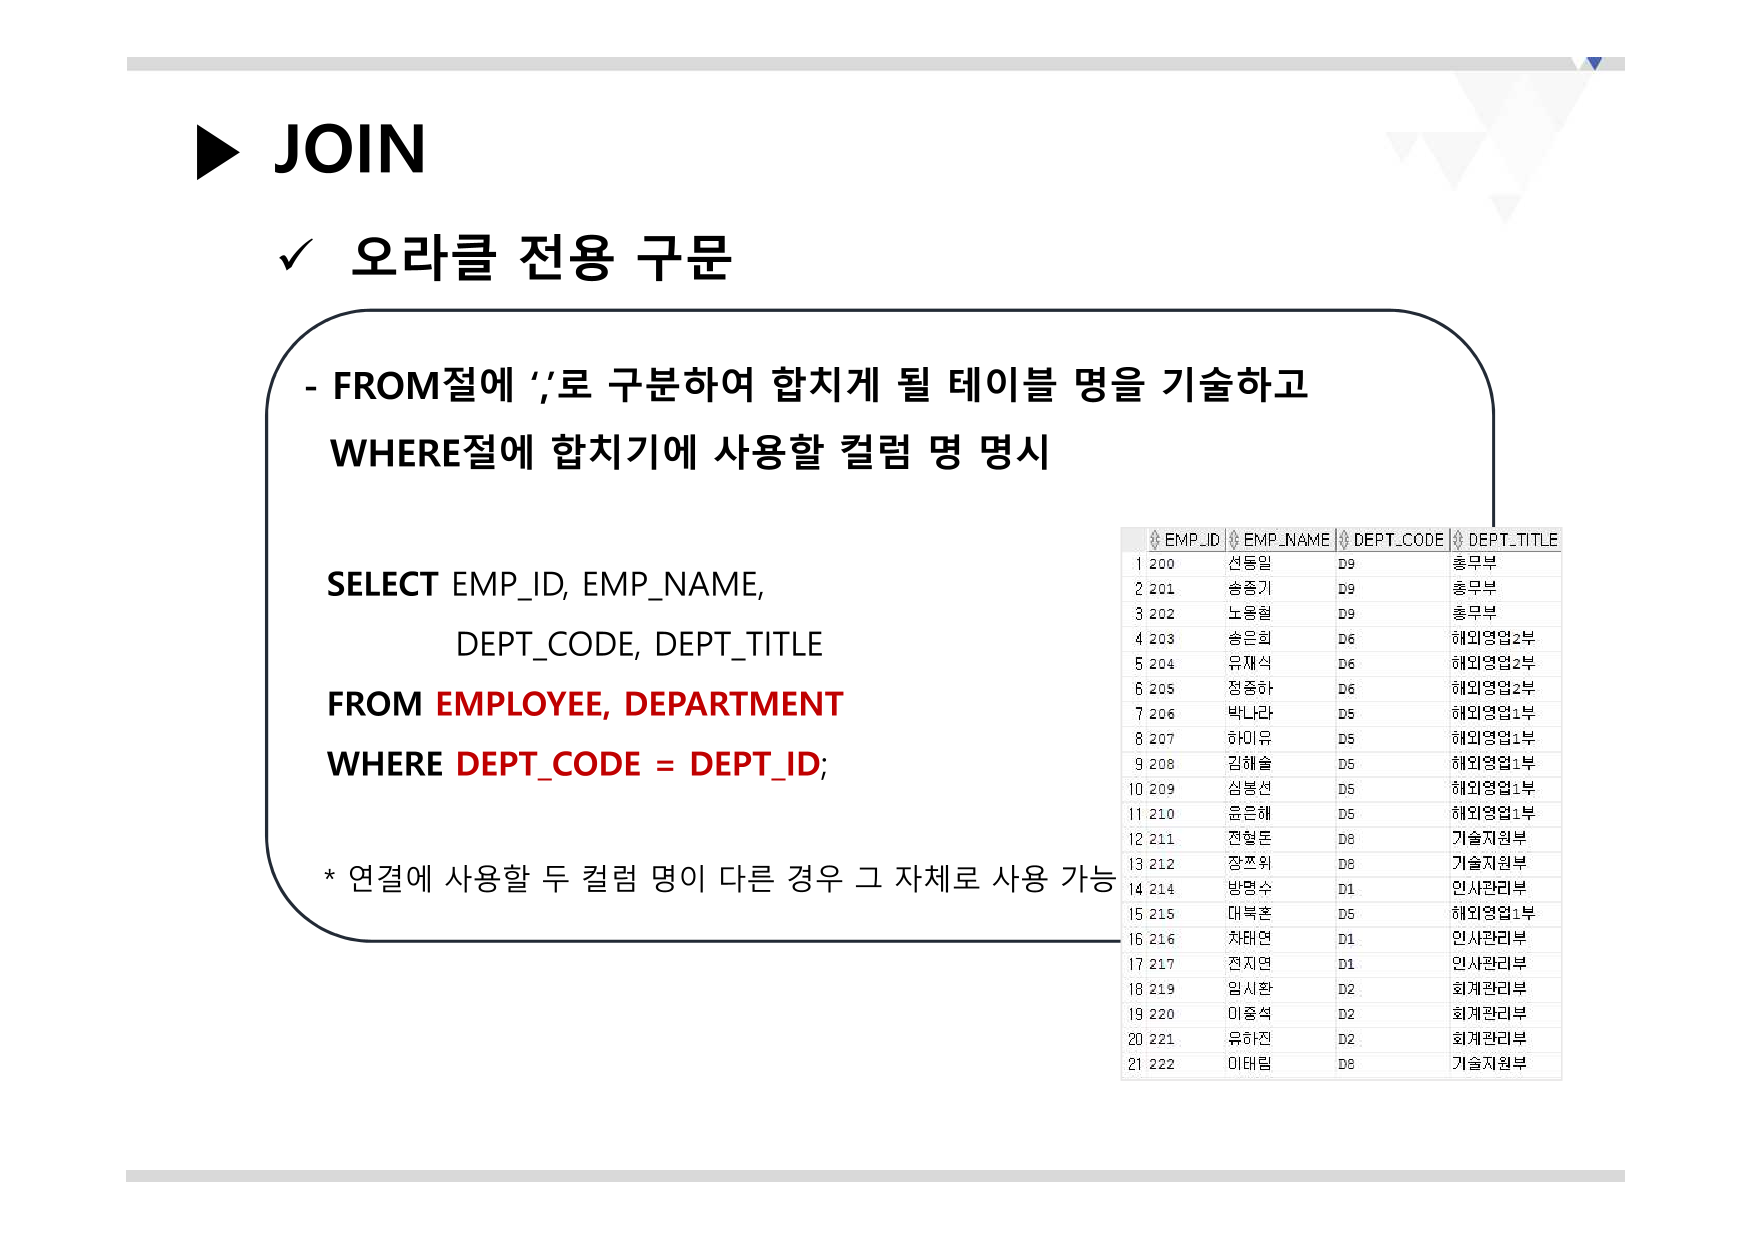 JOIN
✓ 오라클 전용 구문
- FROM절에 ‘,’로 구분하여 합치게 될 테이블 명을 기술하고
WHERE절에 합치기에 사용할 컬럼 명 명시
SELECT EMP_ID, EMP_NAME,
DEPT_CODE, DEPT_TITLE
FROM EMPLOYEE, DEPARTMENT
WHERE DEPT_CODE = DEPT_ID;
* 연결에 사용할 두 컬럼 명이 다른 경우 그 자체로 사용 가능
EMP_ID EMP_NAME DEPT_CODE DEPT_TITLE
1 200 선동일 D9 총무부
2 201 송종기 D9 총무부
3 202 노옹철 D9 총무부
4 203 송은희 D6 해외영업2부
5 204 유재식 D6 해외영업2부
6 205 정중하 D6 해외영업2부
7 206 박나라 D5 해외영업1부
8 207 하이유 D5 해외영업1부
9 208 김해술 D5 해외영업1부
10 209 심봉선 D5 해외영업1부
11 210 윤은해 D5 해외영업1부
12 211 전형돈 D8 기술지원부
13 212 장쯔위 D8 기술지원부
14 214 방명수 D1 인사관리부
15 215 대북혼 D5 해외영업1부
16 216 차태연 D1 인사관리부
17 217 전지연 D1 인사관리부
18 219 임시환 D2 회계관리부
19 220 이중석 D2 회계관리부
20 221 유하진 D2 회계관리부
21 222 이태림 D8 기술지원부